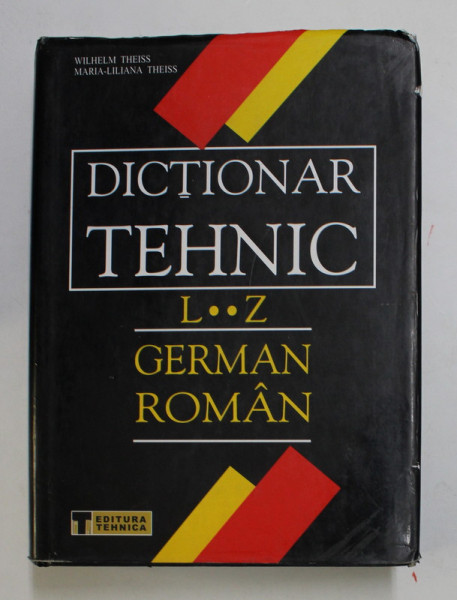 WILHELM THEISS
MARIA-LILIANA THEISS
DICȚIONAR
TEHNIC
L••Z
GERMAN
ROMÂN
T EDITURA
TEHNICA